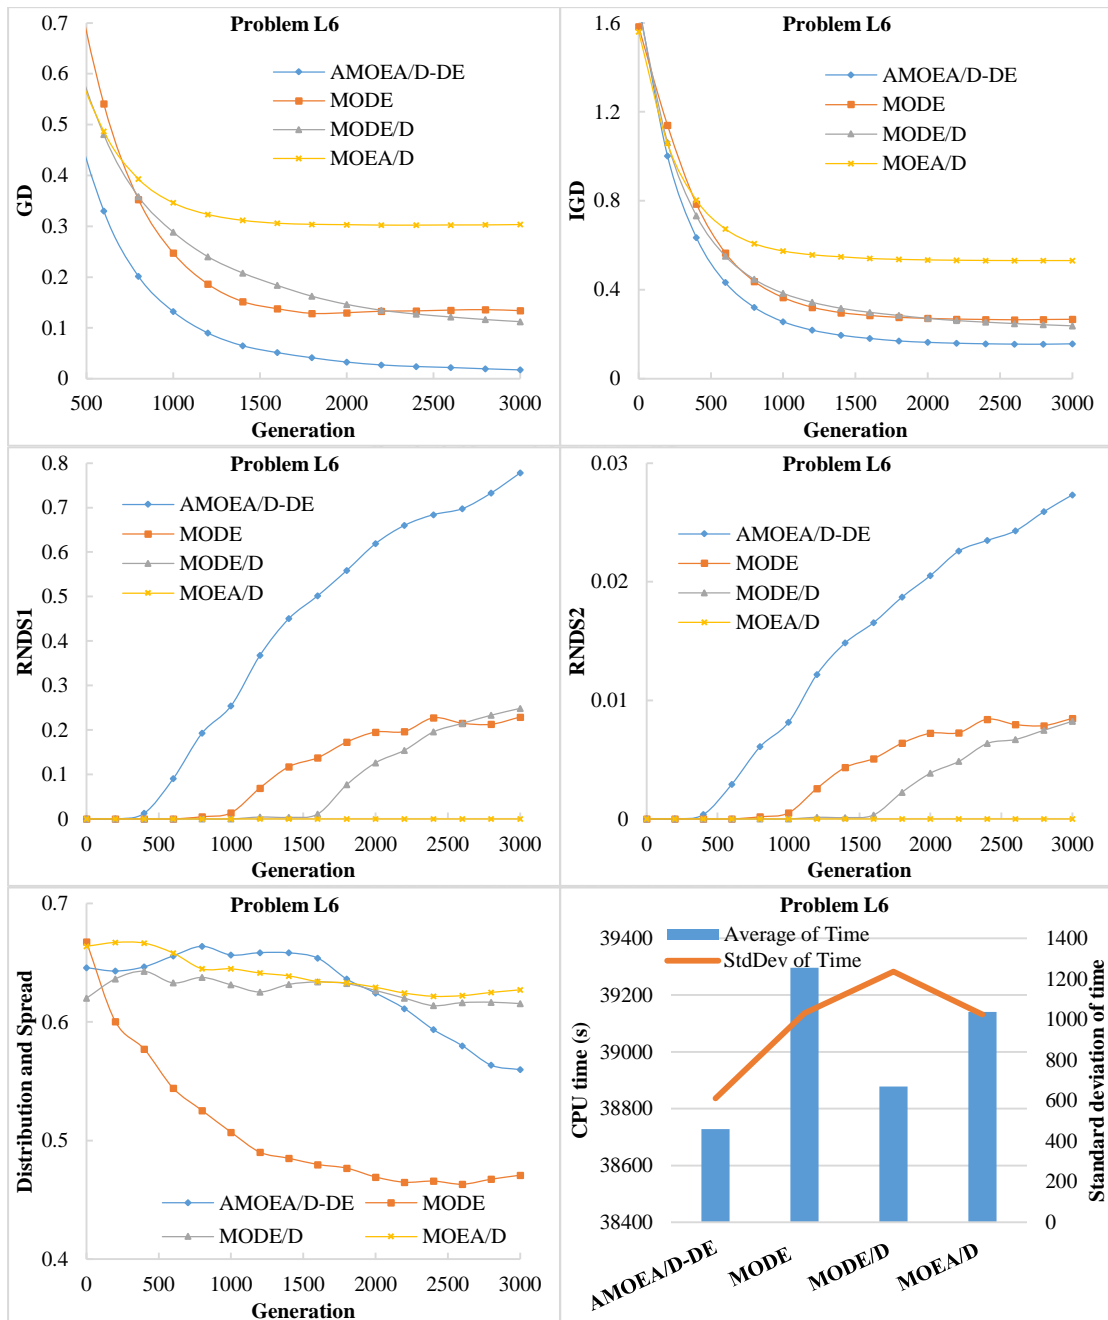 Problem L6
0.7
0.6
0.5
0.4
0.3
0.2
0.1
0
GD
AMOEA/D-DE
MODE
MODE/D
MOEA/D
500 1000 1500 2000 2500 3000
Generation
Problem L6
1.6
1.2
0.8
0.4
0
IGD
AMOEA/D-DE
MODE
MODE/D
MOEA/D
0 500 1000 1500 2000 2500 3000
Generation
Problem L6
0.8
0.7
0.6
0.5
0.4
0.3
0.2
0.1
0
RNDS1
AMOEA/D-DE
MODE
MODE/D
MOEA/D
0 500 1000 1500 2000 2500 3000
Generation
Problem L6
0.03
0.02
0.01
0
RNDS2
AMOEA/D-DE
MODE
MODE/D
MOEA/D
0 500 1000 1500 2000 2500 3000
Generation
Problem L6
0.7
0.6
0.5
0.4
Distribution and Spread
AMOEA/D-DE MODE
MODE/D MOEA/D
0 500 1000 1500 2000 2500 3000
Generation
Problem L6
Average of Time
StdDev of Time
39400
39200
39000
38800
38600
38400
CPU time (s)
1400
1200
1000
800
600
400
200
0
Standard deviation of time
AMOEA/D-DE
MODE
MODE/D
MOEA/D